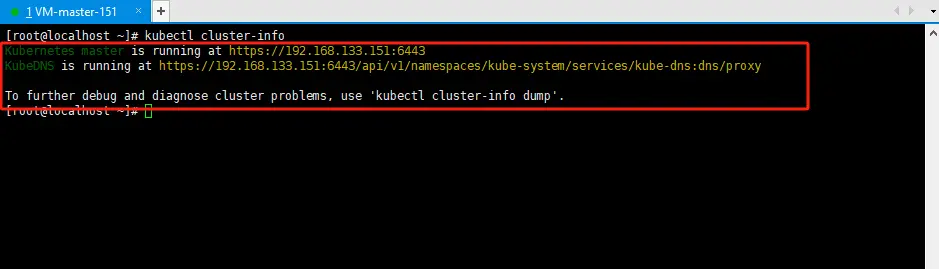 1 VM-master-151
[root@localhost ~]# kubectl cluster-info
Kubernetes master is running at https://192.168.133.151:6443
KubeDNS is running at https://192.168.133.151:6443/api/v1/namespaces/kube-system/services/kube-dns:dns/proxy
To further debug and diagnose cluster problems, use 'kubectl cluster-info dump'.
[root@localhost ~]#